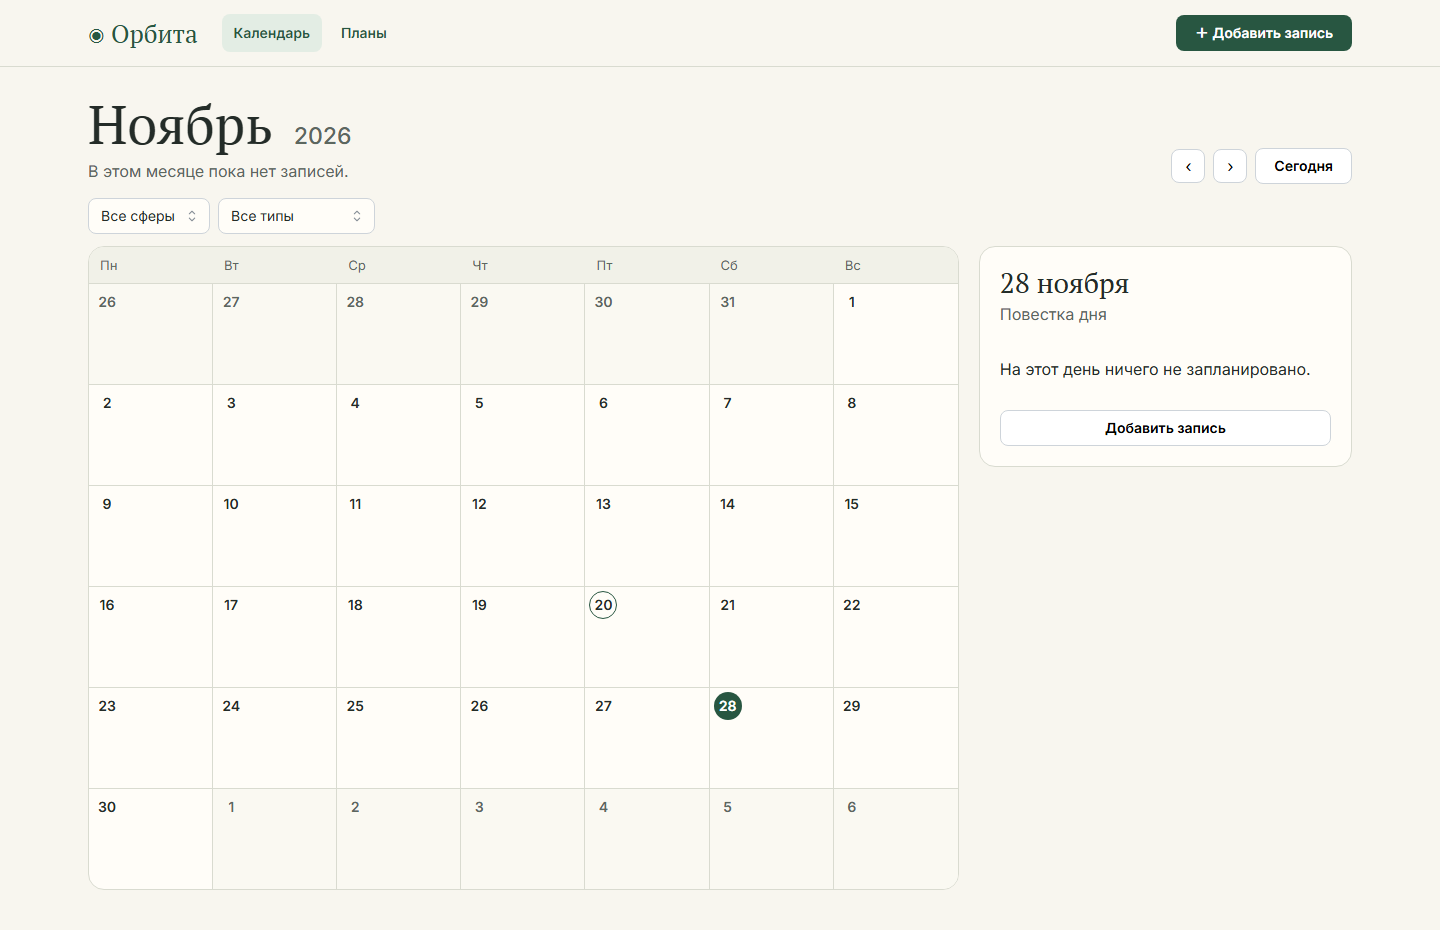 ◉ Орбита Календарь Планы + Добавить запись
Ноябрь 2026
В этом месяце пока нет записей.
‹ › Сегодня
Все сферы Все типы
Пн Вт Ср Чт Пт Сб Вс
26 27 28 29 30 31 1
2 3 4 5 6 7 8
9 10 11 12 13 14 15
16 17 18 19 20 21 22
23 24 25 26 27 28 29
30 1 2 3 4 5 6
28 ноября
Повестка дня
На этот день ничего не запланировано.
Добавить запись